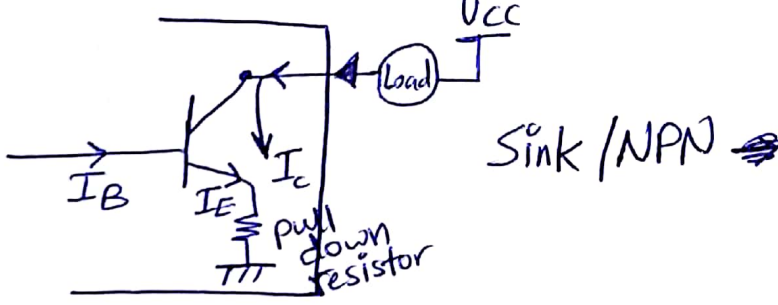 VCC
Load
Sink/NPN
IB
IE
IC
pull
down
resistor